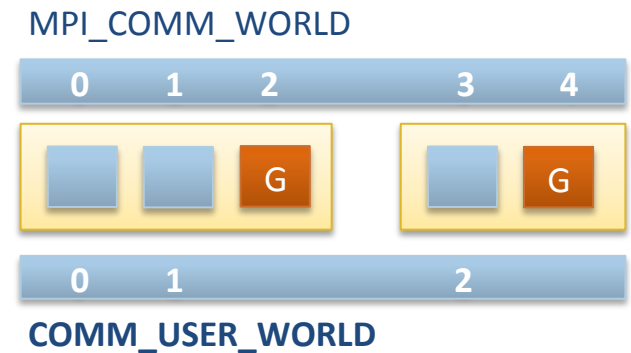 MPI_COMM_WORLD
0 1 2 3 4
G G
0 1 2
COMM_USER_WORLD